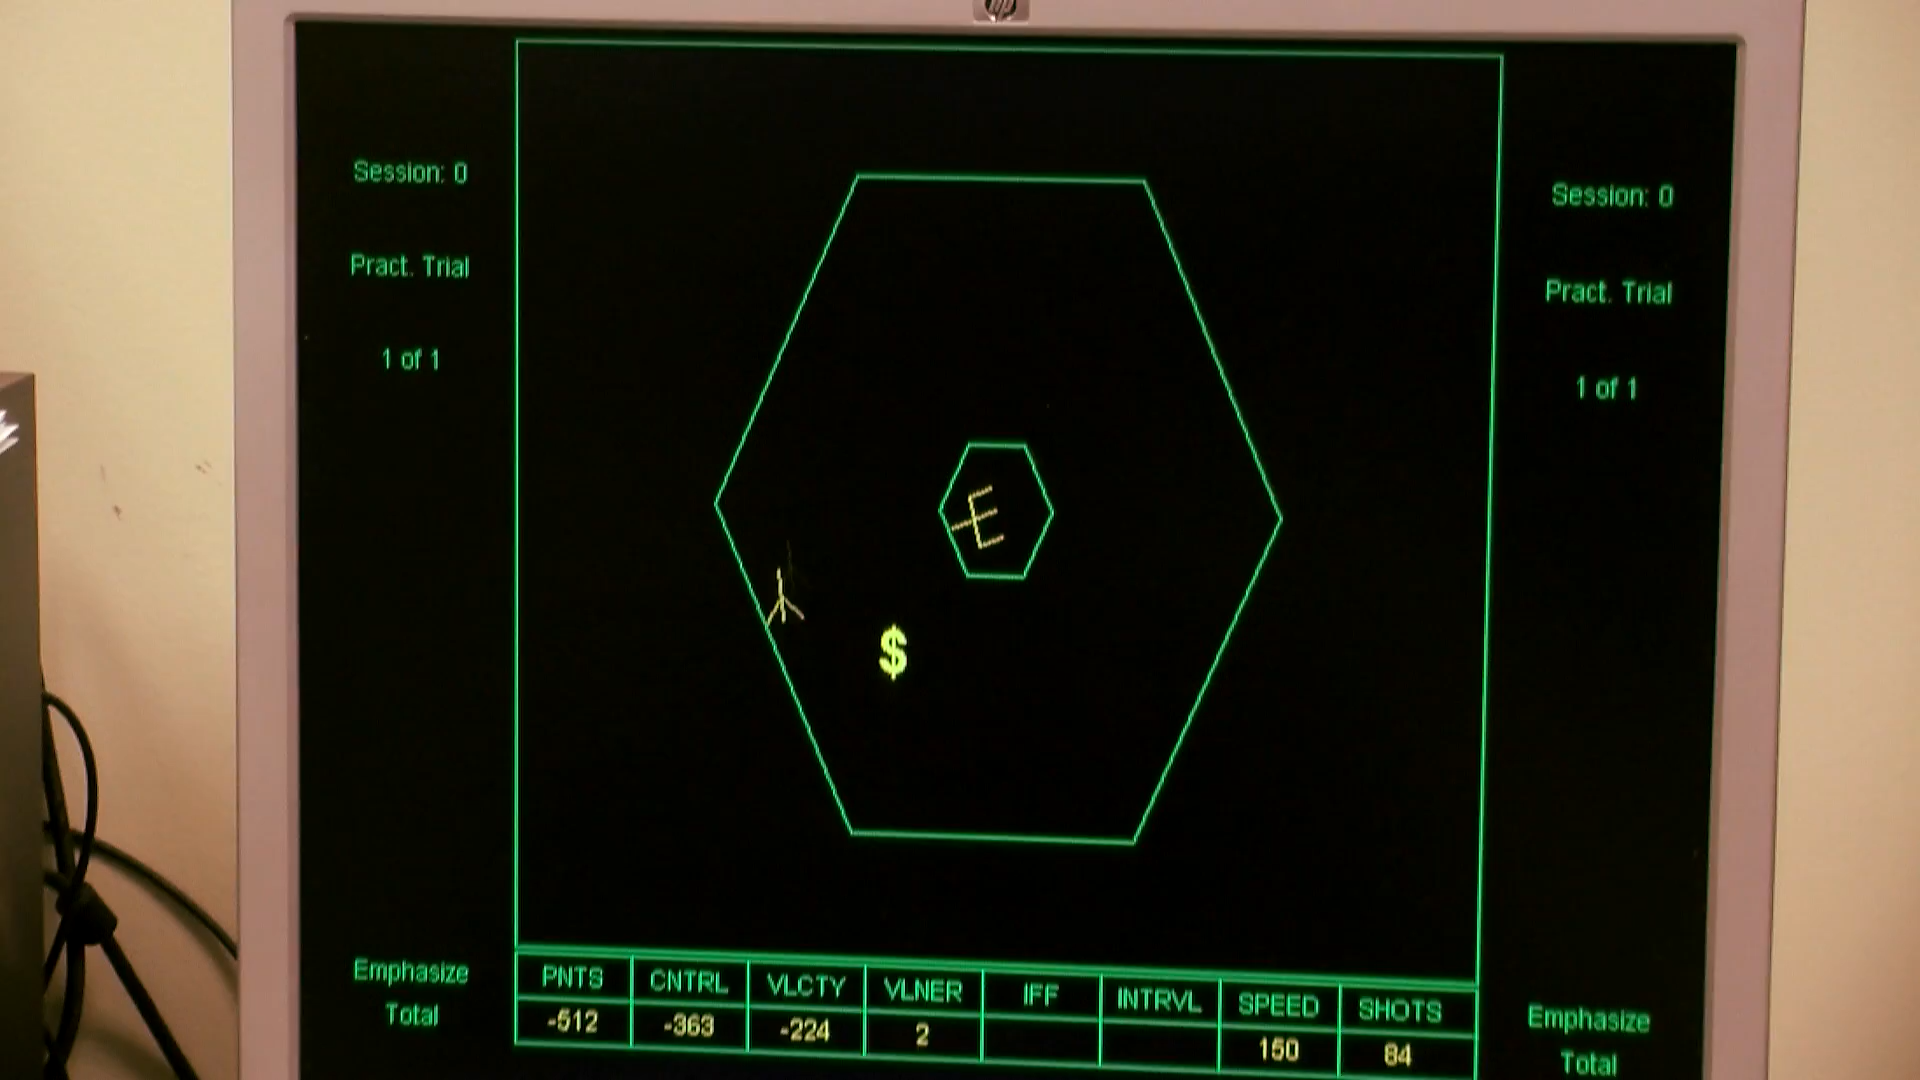 hp
Session: 0
Pract. Trial
1 of 1
Session: 0
Pract. Trial
1 of 1
$
Emphasize
Total
PNTS CNTRL VLCTY VLNER IFF INTRVL SPEED SHOTS
-512 -363 -224 2 150 84
Emphasize
Total